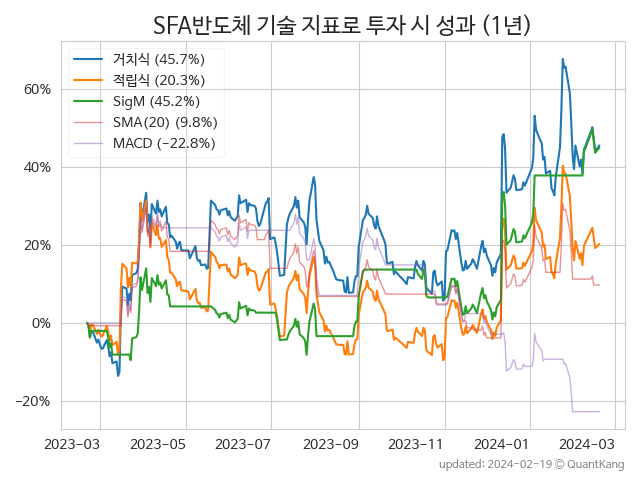 SFA반도체 기술 지표로 투자 시 성과 (1년)
거치식 (45.7%)
적립식 (20.3%)
SigM (45.2%)
SMA(20) (9.8%)
MACD (−22.8%)
60%
40%
20%
0%
−20%
2023-03 2023-05 2023-07 2023-09 2023-11 2024-01 2024-03
updated: 2024-02-19 ⓒ QuantKang